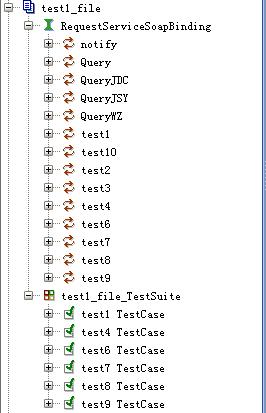 test1_file
RequestServiceSoapBinding
notify
Query
QueryJDC
QueryJSY
QueryWZ
test1
test10
test2
test3
test4
test6
test7
test8
test9
test1_file_TestSuite
test1 TestCase
test4 TestCase
test6 TestCase
test7 TestCase
test8 TestCase
test9 TestCase